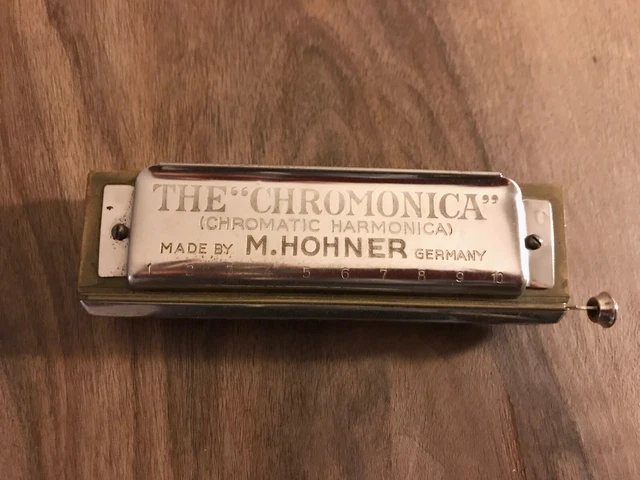 THE "CHROMONICA"
(CHROMATIC HARMONICA)
MADE BY M. HOHNER GERMANY
1 2 3 4 5 6 7 8 9 10